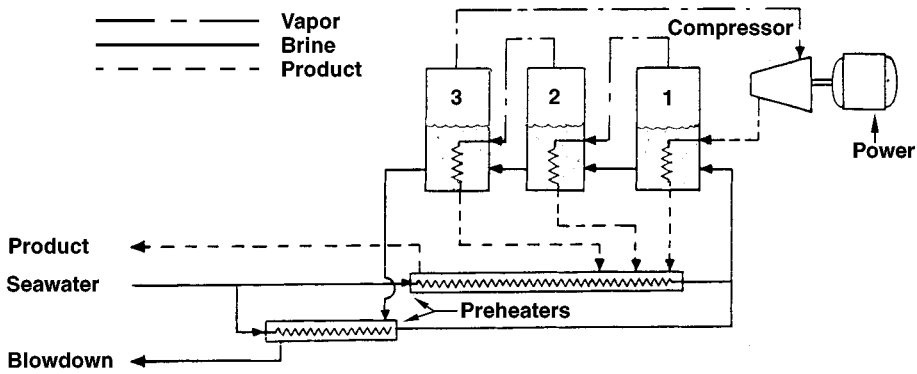 Vapor
Brine
Product
Compressor
3
2
1
Power
Product
Seawater
Preheaters
Blowdown